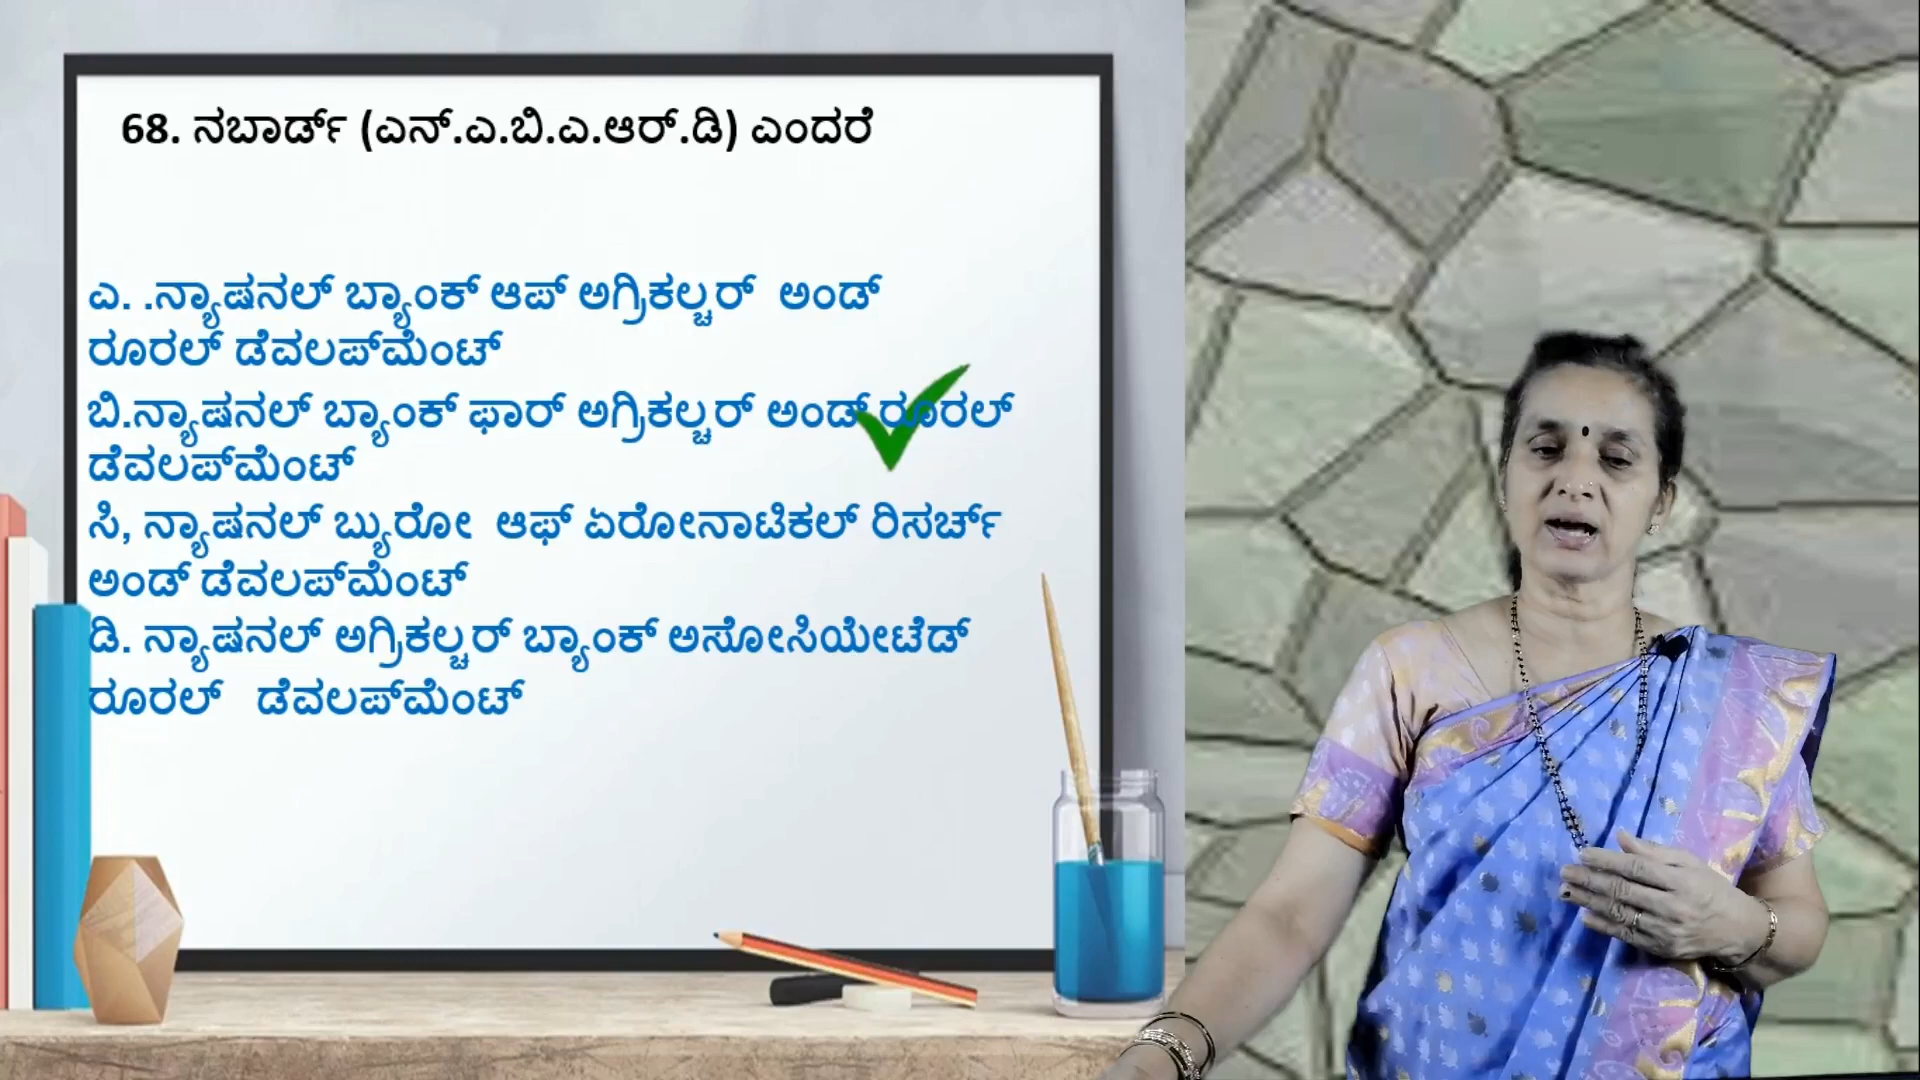 68. ನಬಾರ್ಡ್ (ಎನ್.ಎ.ಬಿ.ಎ.ಆರ್.ಡಿ) ಎಂದರೆ
ಎ. .ನ್ಯಾಷನಲ್ ಬ್ಯಾಂಕ್ ಆಪ್ ಅಗ್ರಿಕಲ್ಚರ್ ಅಂಡ್
ರೂರಲ್ ಡೆವಲಪ್‌ಮೆಂಟ್
ಬಿ.ನ್ಯಾಷನಲ್ ಬ್ಯಾಂಕ್ ಫಾರ್ ಅಗ್ರಿಕಲ್ಚರ್ ಅಂಡ್ ರೂರಲ್
ಡೆವಲಪ್‌ಮೆಂಟ್
ಸಿ, ನ್ಯಾಷನಲ್ ಬ್ಯುರೋ ಆಫ್ ಏರೋನಾಟಿಕಲ್ ರಿಸರ್ಚ್
ಅಂಡ್ ಡೆವಲಪ್‌ಮೆಂಟ್
ಡಿ. ನ್ಯಾಷನಲ್ ಅಗ್ರಿಕಲ್ಚರ್ ಬ್ಯಾಂಕ್ ಅಸೋಸಿಯೇಟೆಡ್
ರೂರಲ್ ಡೆವಲಪ್‌ಮೆಂಟ್